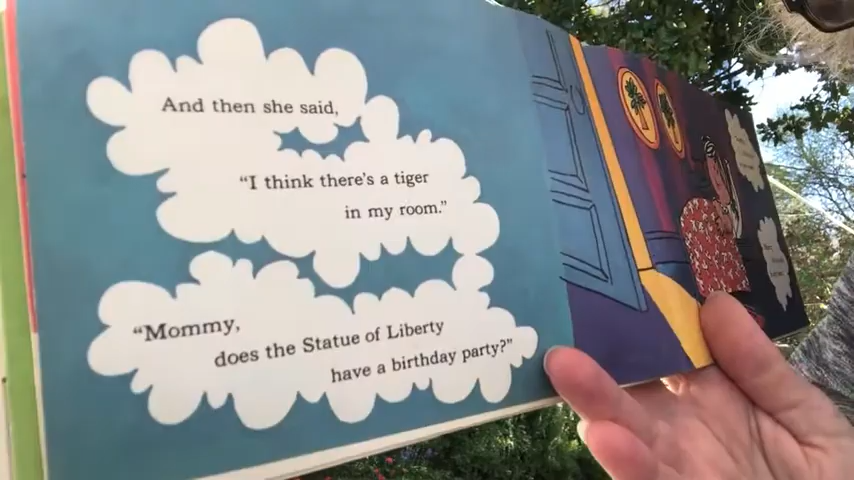 And then she said,
"I think there's a tiger
in my room."
"Mommy,
does the Statue of Liberty
have a birthday party?"